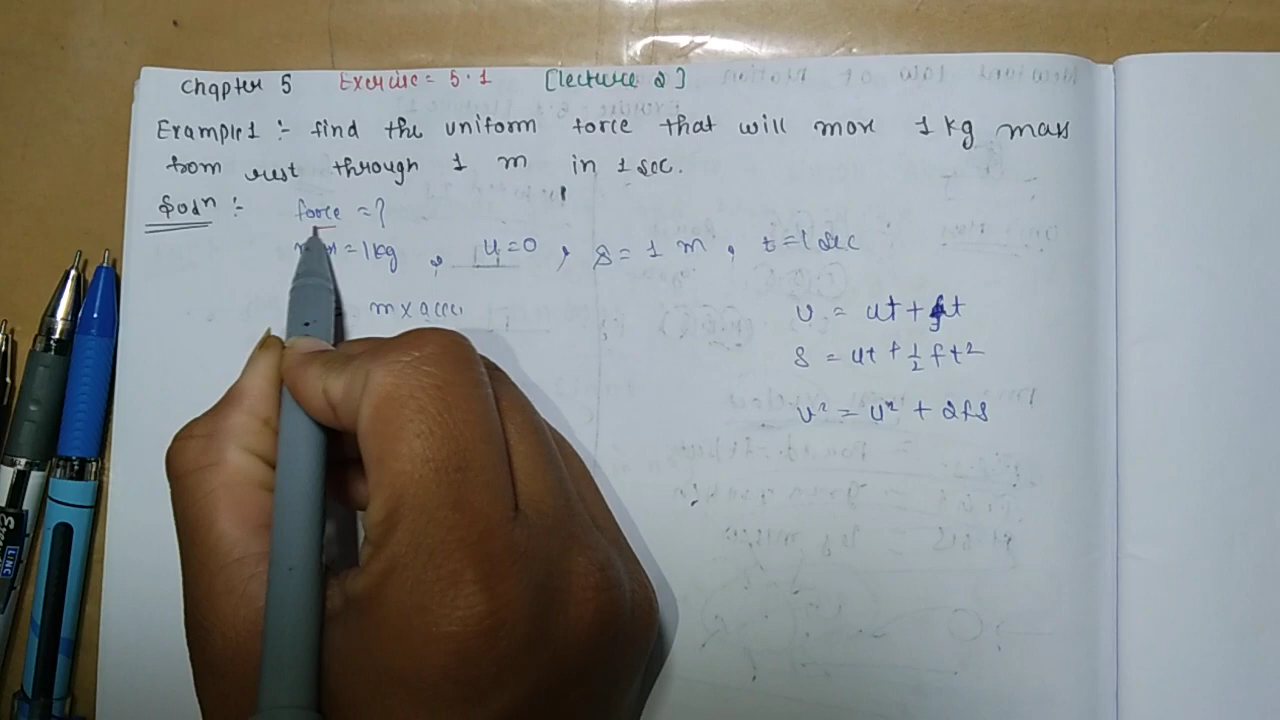 Chapter 5 Exercise = 5.1 [lecture 2]
Example 1 :- find the uniform force that will move 1 kg mass
from rest through 1 m in 1 sec.
Soln :- force = ?
= 1kg , u=0 , s = 1 m , t=1 sec
= m x acc.
v = ut + ft
s = ut + 1/2 ft²
v² = u² + 2fs
LINC